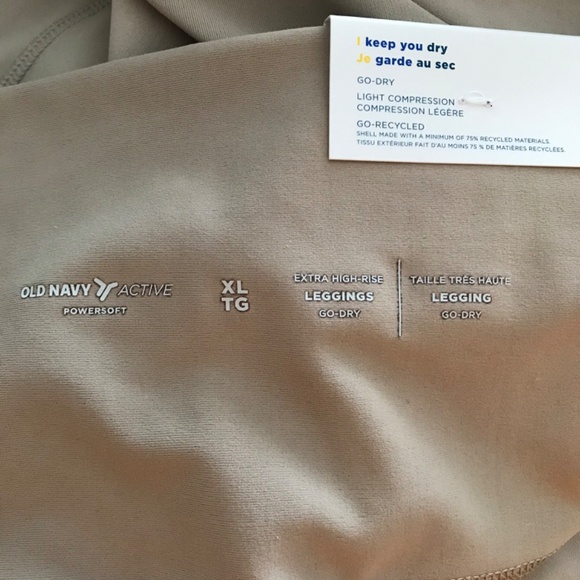 I keep you dry
Je garde au sec
GO-DRY
LIGHT COMPRESSION
COMPRESSION LÉGÈRE
GO-RECYCLED
SHELL MADE WITH A MINIMUM OF 75% RECYCLED MATERIALS
TISSU EXTÉRIEUR FAIT D'AU MOINS 75 % DE MATIÈRES RECYCLÉES
OLD NAVY ACTIVE
POWERSOFT
XL
TG
EXTRA HIGH-RISE
LEGGINGS
GO-DRY
TAILLE TRÈS HAUTE
LEGGING
GO-DRY